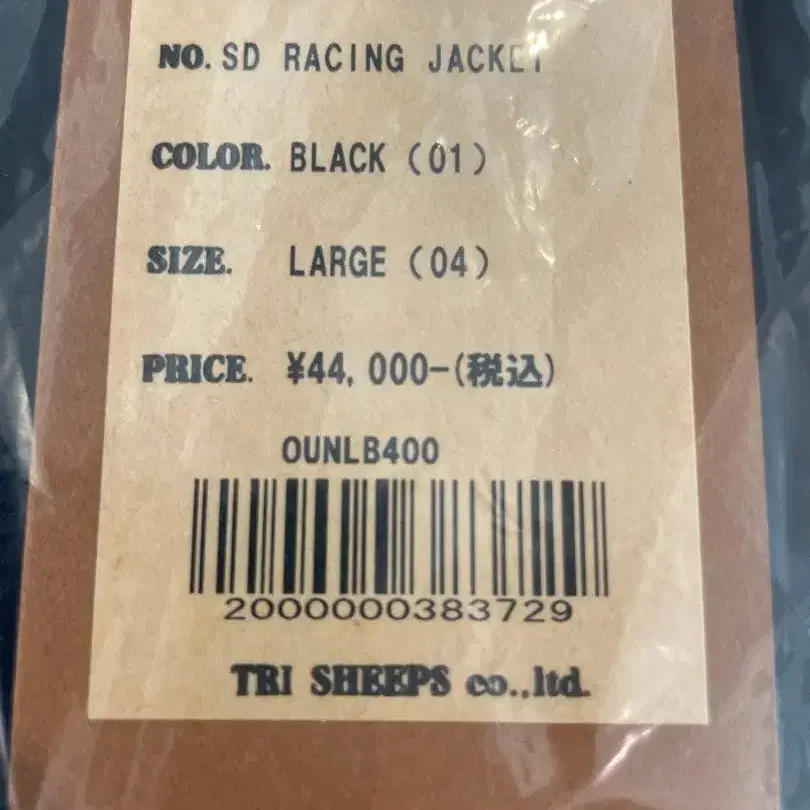 NO. SD RACING JACKET
COLOR. BLACK (01)
SIZE. LARGE (04)
PRICE. ¥44,000-(税込)
OUNLB400
2000000383729
TRI SHEEPS co.,ltd.